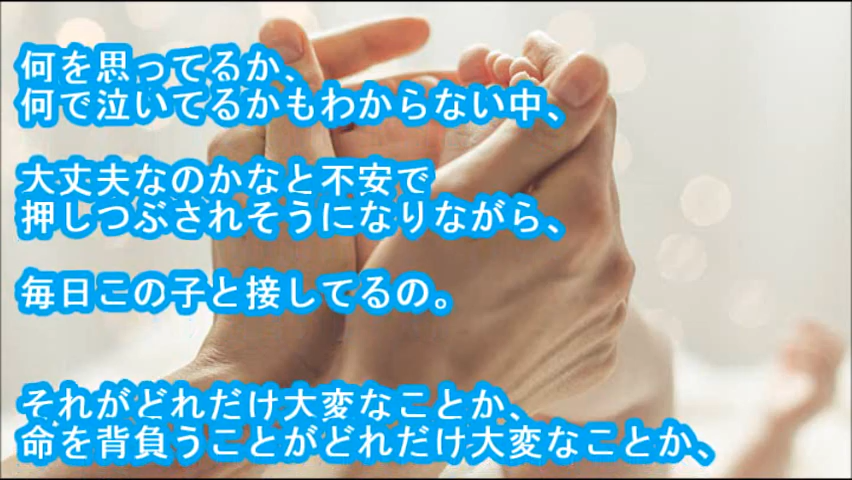 何を思ってるか、
何で泣いてるかもわからない中、
大丈夫なのかなと不安で
押しつぶされそうになりながら、
毎日この子と接してるの。
それがどれだけ大変なことか、
命を背負うことがどれだけ大変なことか、